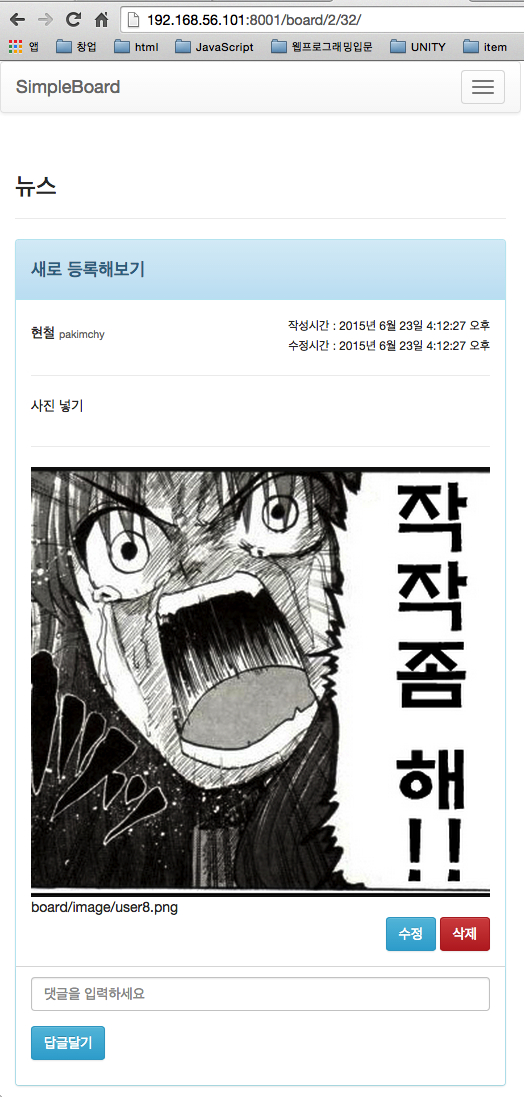 192.168.56.101:8001/board/2/32/
앱 창업 html JavaScript 웹프로그래밍입문 UNITY item
SimpleBoard
뉴스
새로 등록해보기
현철 pakimchy
작성시간 : 2015년 6월 23일 4:12:27 오후
수정시간 : 2015년 6월 23일 4:12:27 오후
사진 넣기
작작좀 해!!
board/image/user8.png
수정 삭제
댓글을 입력하세요
답글달기